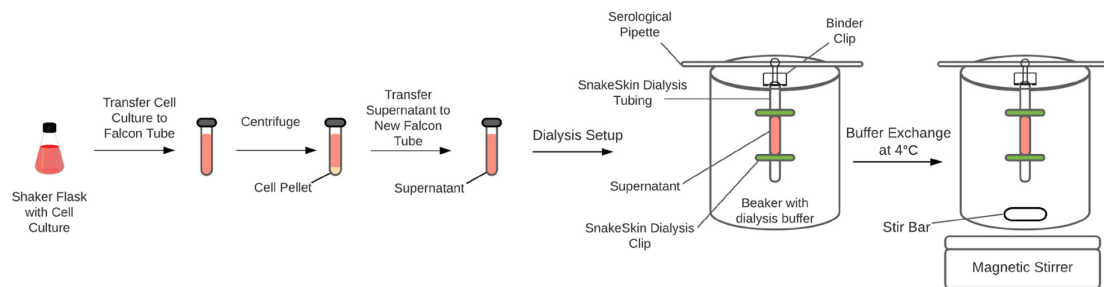 Shaker Flask
with Cell
Culture
Transfer Cell
Culture to
Falcon Tube
Centrifuge
Cell Pellet
Transfer
Supernatant to
New Falcon
Tube
Supernatant
Dialysis Setup
Serological
Pipette
Binder
Clip
SnakeSkin Dialysis
Tubing
Supernatant
SnakeSkin Dialysis
Clip
Beaker with
dialysis buffer
Buffer Exchange
at 4°C
Stir Bar
Magnetic Stirrer